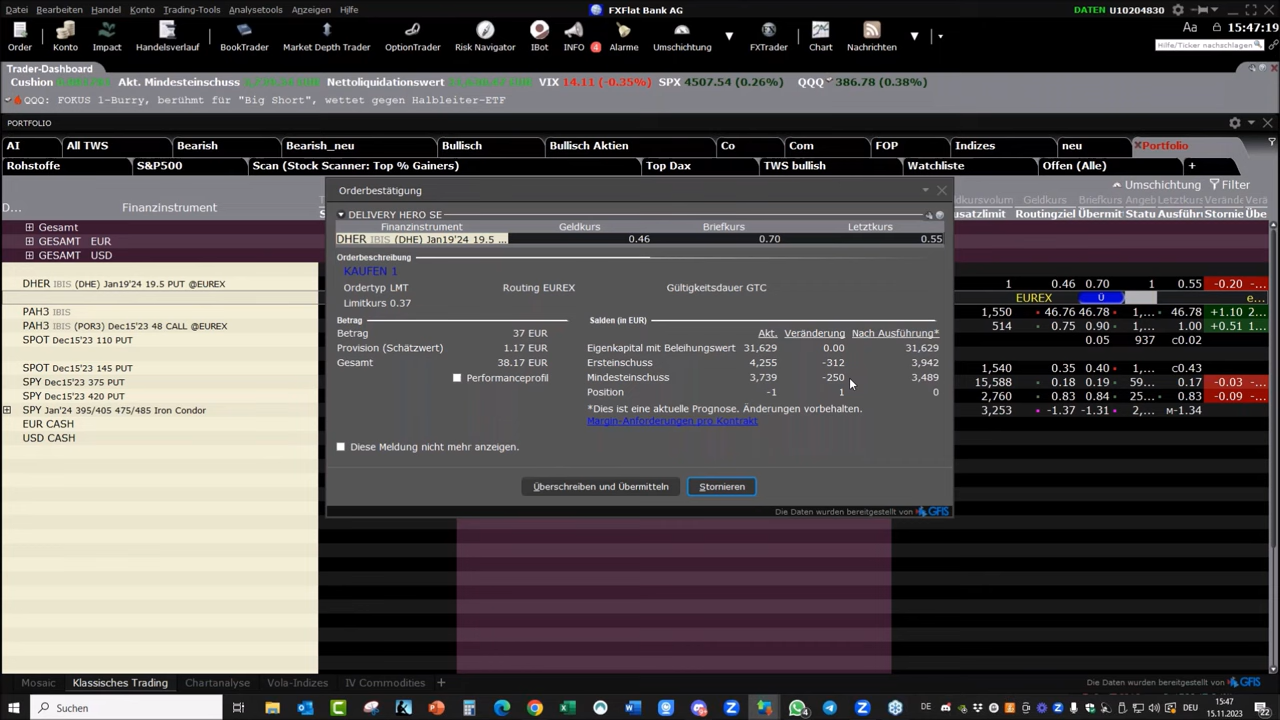 Datei Bearbeiten Handel Konto Trading-Tools Analysetools Anzeigen Hilfe FXFlat Bank AG DATEN U10204830
Aa 15:47:19
Order Konto Impact Handelsverlauf BookTrader Market Depth Trader OptionTrader Risk Navigator IBot INFO 4 Alarme Umschichtung FXTrader Chart Nachrichten
Hilfe/Ticker nachschlagen
Trader-Dashboard
Cushion Akt. Mindesteinschuss Nettoliquidationswert VIX 14.11 (-0.35%) SPX 4507.54 (0.26%) QQQ 386.78 (0.38%)
QQQ: FOKUS 1-Burry, berühmt für "Big Short", wettet gegen Halbleiter-ETF
PORTFOLIO
AI All TWS Bearish Bearish_neu Bullisch Bullisch Aktien Co Com FOP Indizes neu Portfolio
Rohstoffe S&P500 Scan (Stock Scanner: Top % Gainers) Top Dax TWS bullish Watchliste Offen (Alle) +
Umschichtung Filter
D... Finanzinstrument
Gesamt
GESAMT EUR
GESAMT USD
DHER IBIS (DHE) Jan19'24 19.5 PUT @EUREX 1 0.46 0.70 1 0.55 -0.20 -...
EUREX Ü e...
PAH3 IBIS 1,550 46.76 46.78 1,... 46.78 +1.10 2...
PAH3 IBIS (POR3) Dec15'23 48 CALL @EUREX 514 0.75 0.90 1,... 1.00 +0.51 1...
SPOT Dec15'23 110 PUT 0.05 937 c0.02
SPOT Dec15'23 145 PUT 1,540 0.35 0.40 1,... c0.43
SPY Dec15'23 375 PUT 15,588 0.18 0.19 59... 0.17 -0.03 -...
SPY Dec15'23 420 PUT 2,760 0.83 0.84 25... 0.83 -0.09 -...
SPY Jan'24 395/405 475/485 Iron Condor 3,253 -1.37 -1.31 M-1.34
EUR CASH
USD CASH
Orderbestätigung
DELIVERY HERO SE
Finanzinstrument Geldkurs Briefkurs Letztkurs
DHER IBIS (DHE) Jan19'24 19.5 ... 0.46 0.70 0.55
Orderbeschreibung
KAUFEN 1
Ordertyp LMT Routing EUREX Gültigkeitsdauer GTC
Limitkurs 0.37
Betrag
Betrag 37 EUR
Provision (Schätzwert) 1.17 EUR
Gesamt 38.17 EUR
Performanceprofil
Salden (in EUR)
Akt. Veränderung Nach Ausführung*
Eigenkapital mit Beleihungswert 31,629 0.00 31,629
Ersteinschuss 4,255 -312 3,942
Mindesteinschuss 3,739 -250 3,489
Position -1 1 0
*Dies ist eine aktuelle Prognose. Änderungen vorbehalten.
Margin-Anforderungen pro Kontrakt
Diese Meldung nicht mehr anzeigen.
Überschreiben und Übermitteln Stornieren
Die Daten wurden bereitgestellt von GFIS
Mosaic Klassisches Trading Chartanalyse Vola-Indizes IV Commodities +
Die Daten wurden bereitgestellt von GFIS
Suchen
DE DEU 15:47
15.11.2023